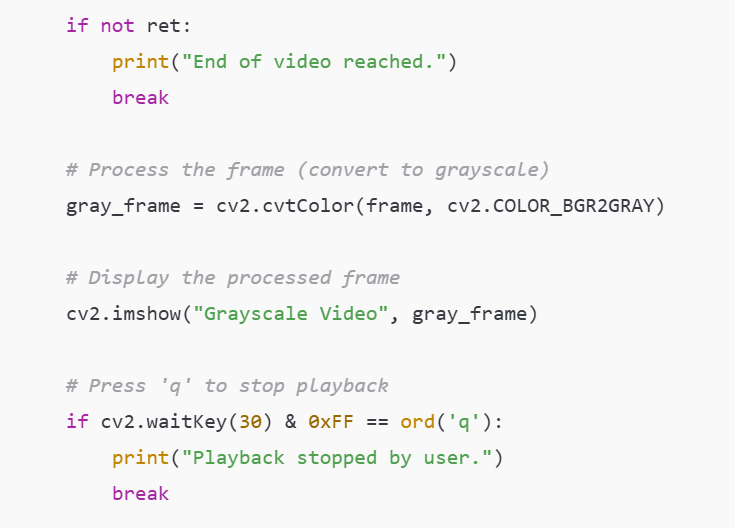 if not ret:
    print("End of video reached.")
    break
# Process the frame (convert to grayscale)
gray_frame = cv2.cvtColor(frame, cv2.COLOR_BGR2GRAY)
# Display the processed frame
cv2.imshow("Grayscale Video", gray_frame)
# Press 'q' to stop playback
if cv2.waitKey(30) & 0xFF == ord('q'):
    print("Playback stopped by user.")
    break